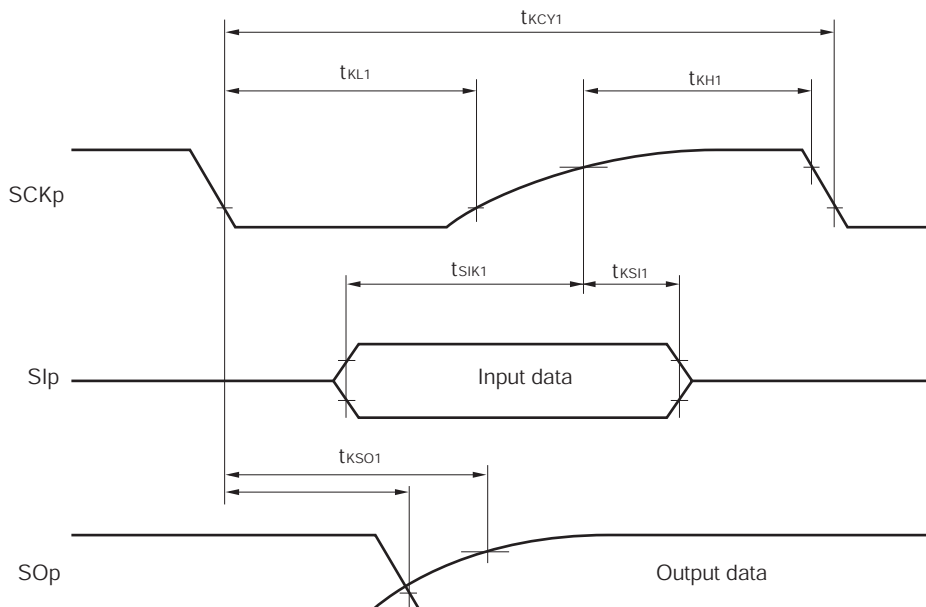 tKCY1
tKL1
tKH1
SCKp
tSIK1
tKSI1
SIp
Input data
tKSO1
SOp
Output data